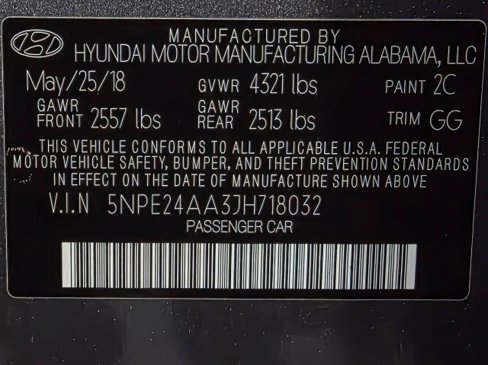 MANUFACTURED BY
HYUNDAI MOTOR MANUFACTURING ALABAMA, LLC
May/25/18 GVWR 4321 lbs PAINT 2C
GAWR FRONT 2557 lbs GAWR REAR 2513 lbs TRIM GG
THIS VEHICLE CONFORMS TO ALL APPLICABLE U.S.A. FEDERAL
MOTOR VEHICLE SAFETY, BUMPER, AND THEFT PREVENTION STANDARDS
IN EFFECT ON THE DATE OF MANUFACTURE SHOWN ABOVE
V.I.N 5NPE24AA3JH718032
PASSENGER CAR